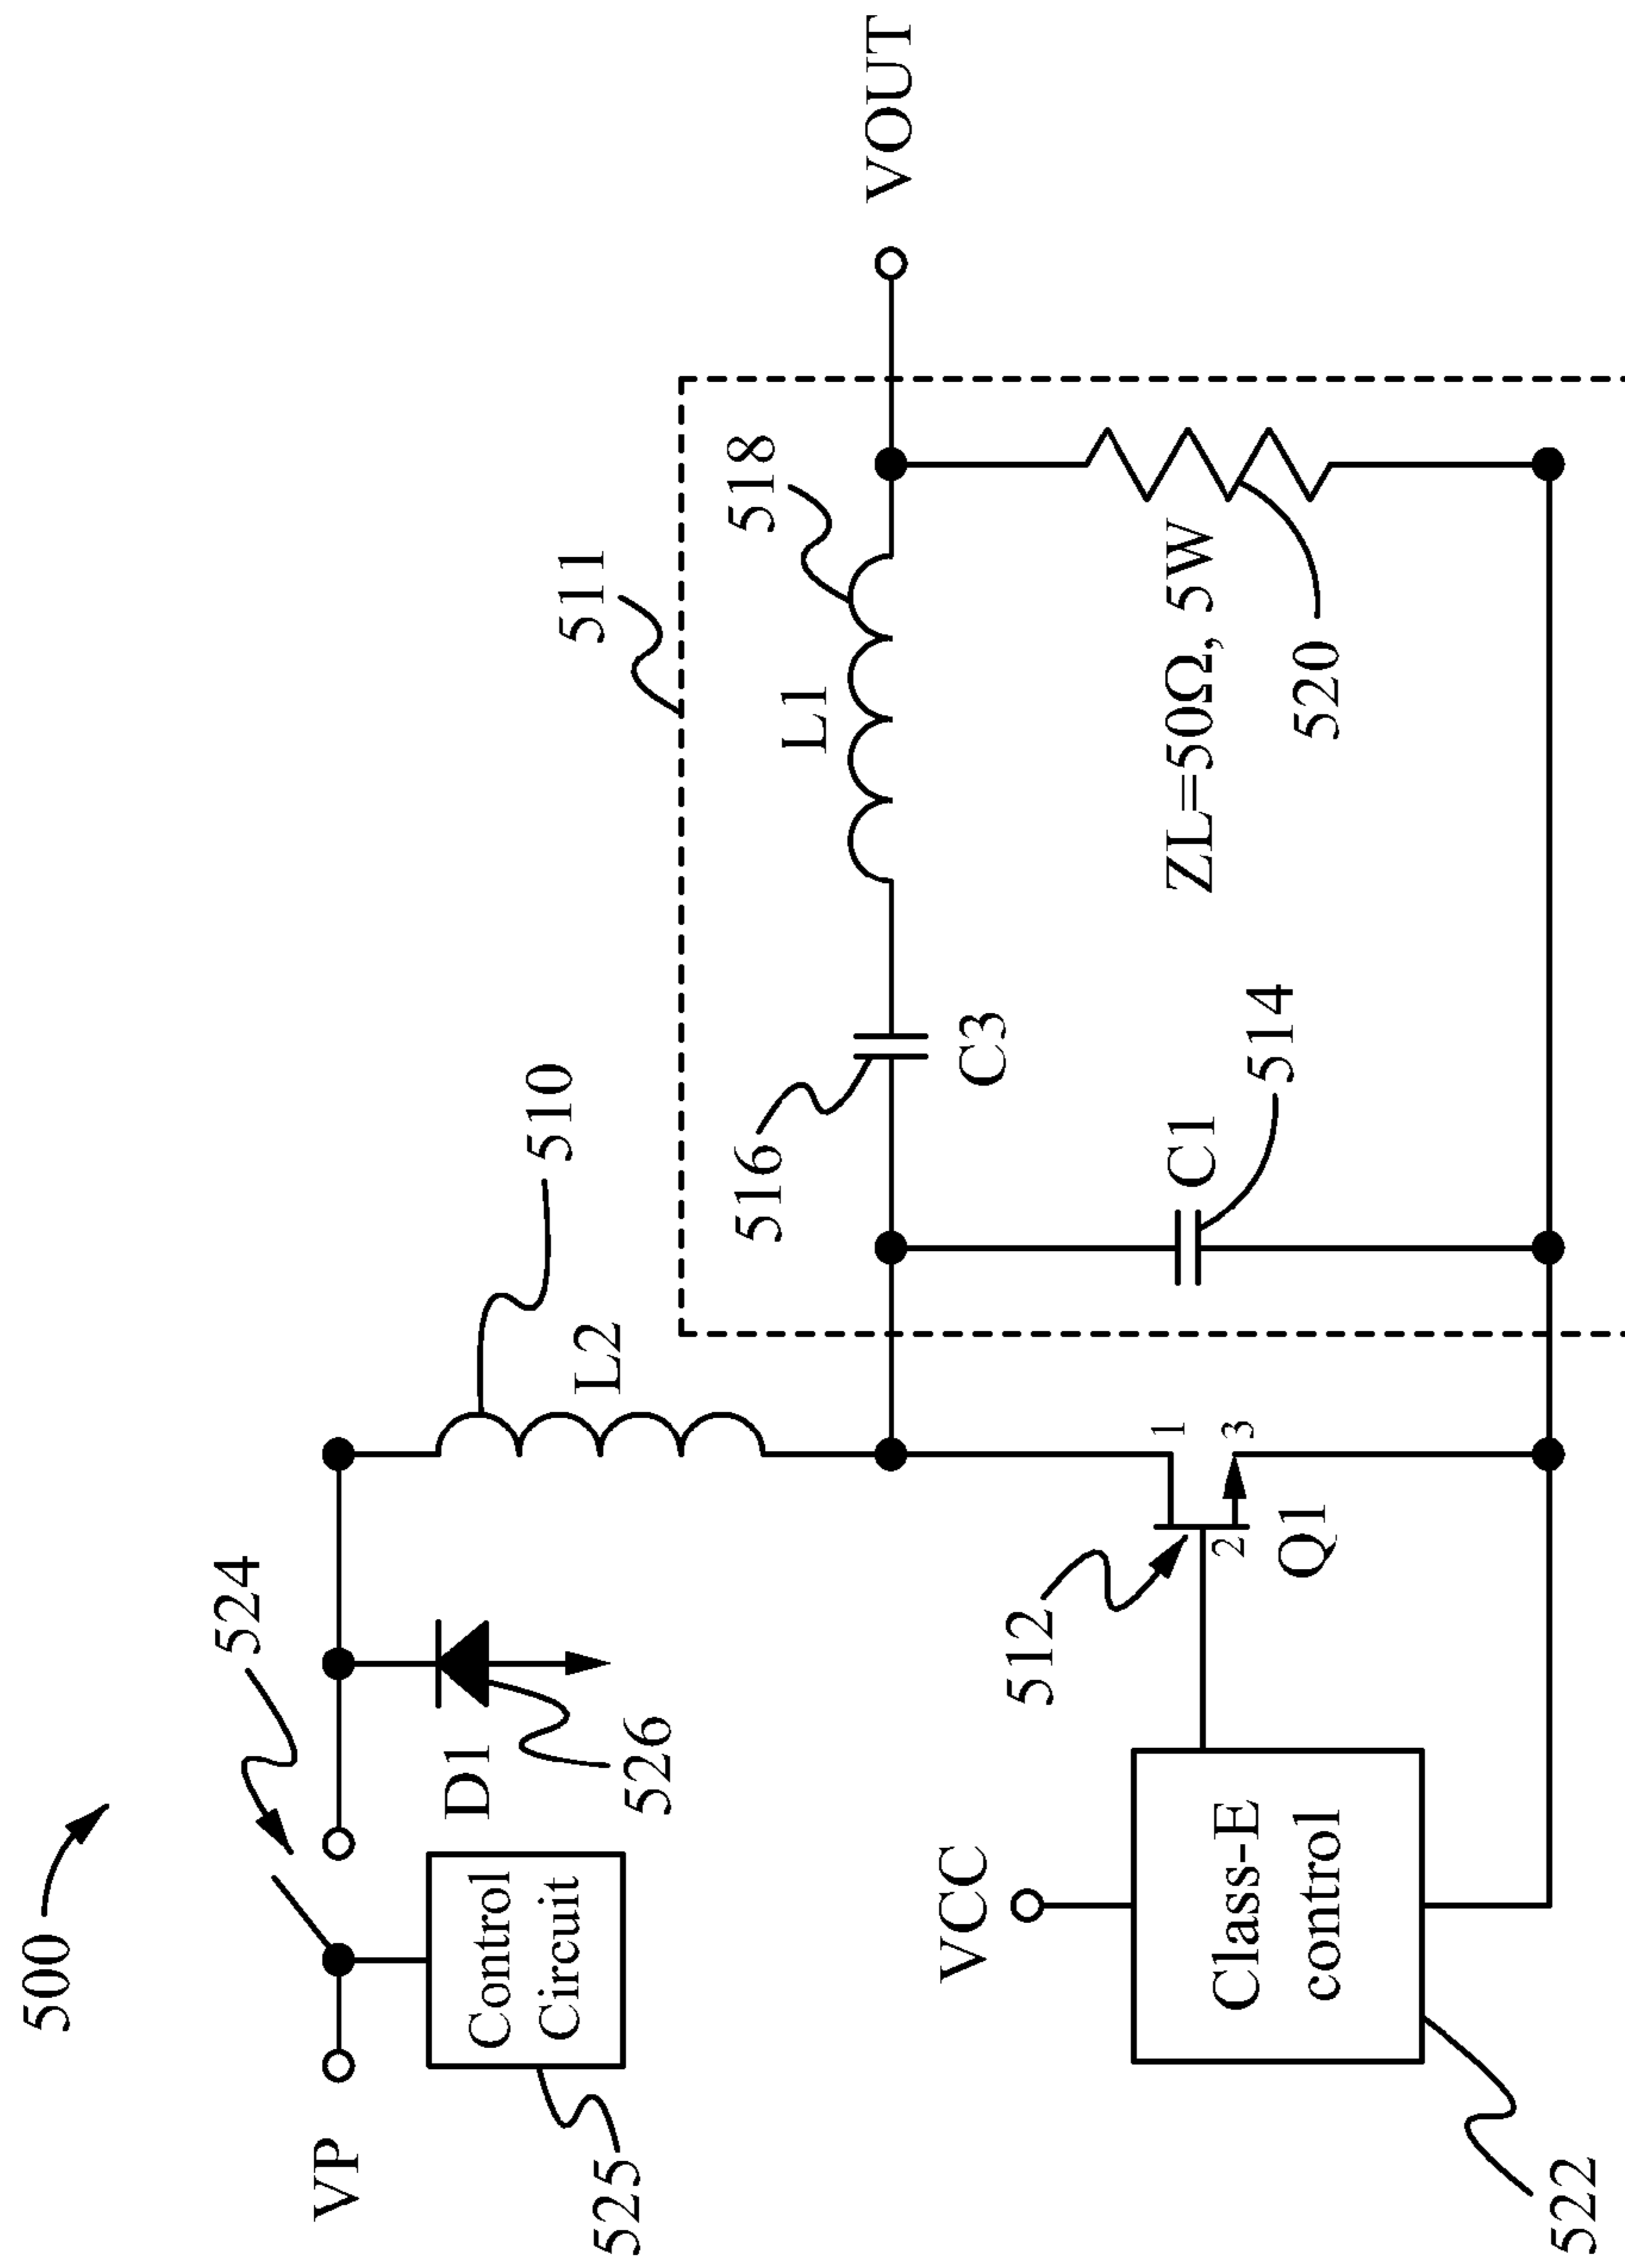 500
VP
524
Control
Circuit
525
D1
526
L2
510
511
516
C3
L1
518
VOUT
C1
514
ZL=50Ω, 5W
520
512
1
2
3
Q1
VCC
Class-E
control
522